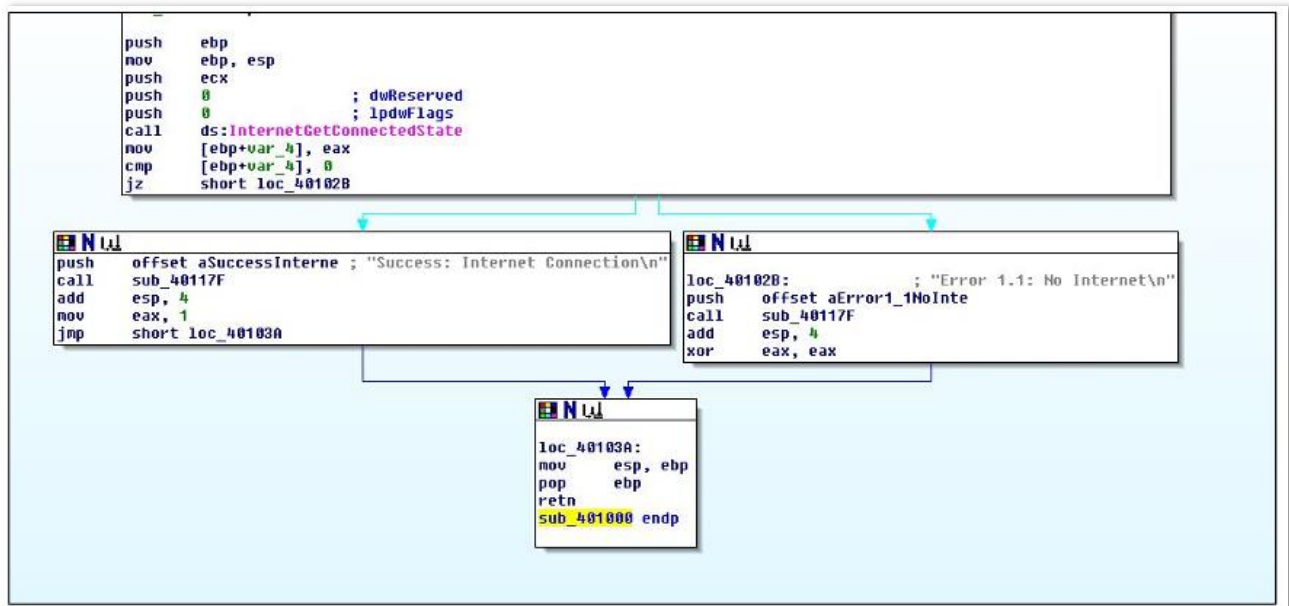 push ebp
mov ebp, esp
push ecx
push 0 ; dwReserved
push 0 ; lpdwFlags
call ds:InternetGetConnectedState
mov [ebp+var_4], eax
cmp [ebp+var_4], 0
jz short loc_40102B
push offset aSuccessInterne ; "Success: Internet Connection\n"
call sub_40117F
add esp, 4
mov eax, 1
jmp short loc_40103A
loc_40102B: ; "Error 1.1: No Internet\n"
push offset aError1_1NoInte
call sub_40117F
add esp, 4
xor eax, eax
loc_40103A:
mov esp, ebp
pop ebp
retn
sub_401000 endp